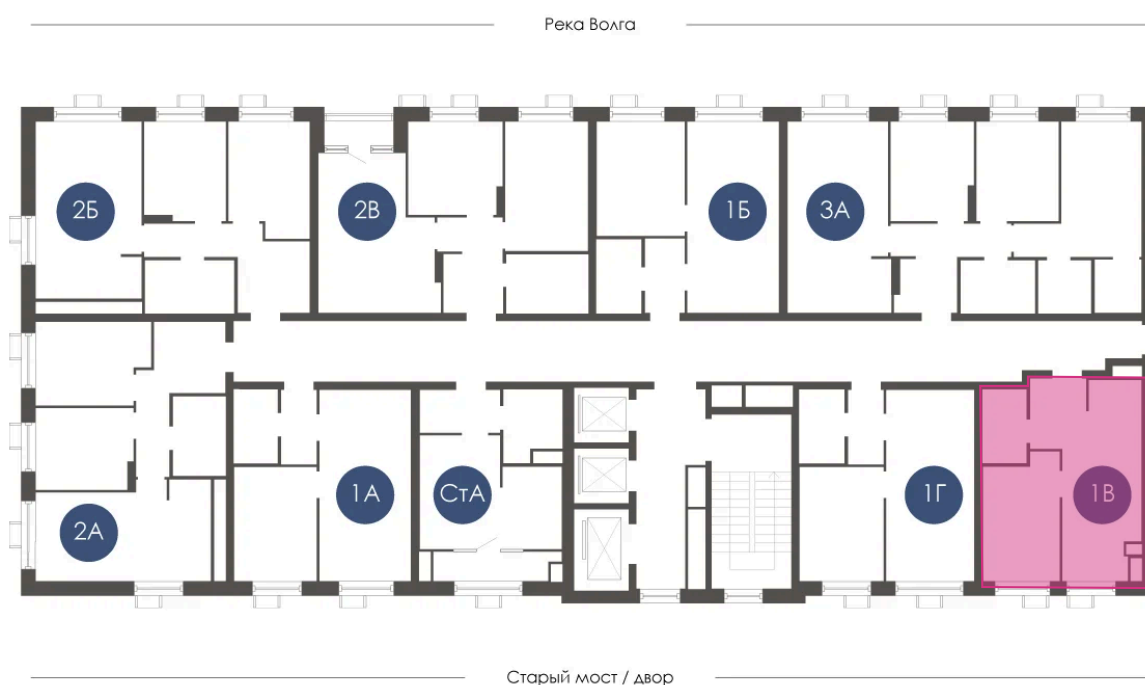 Река Волга
2Б
2В
1Б
3А
2А
1А
СтА
1Г
1В
Старый мост / двор